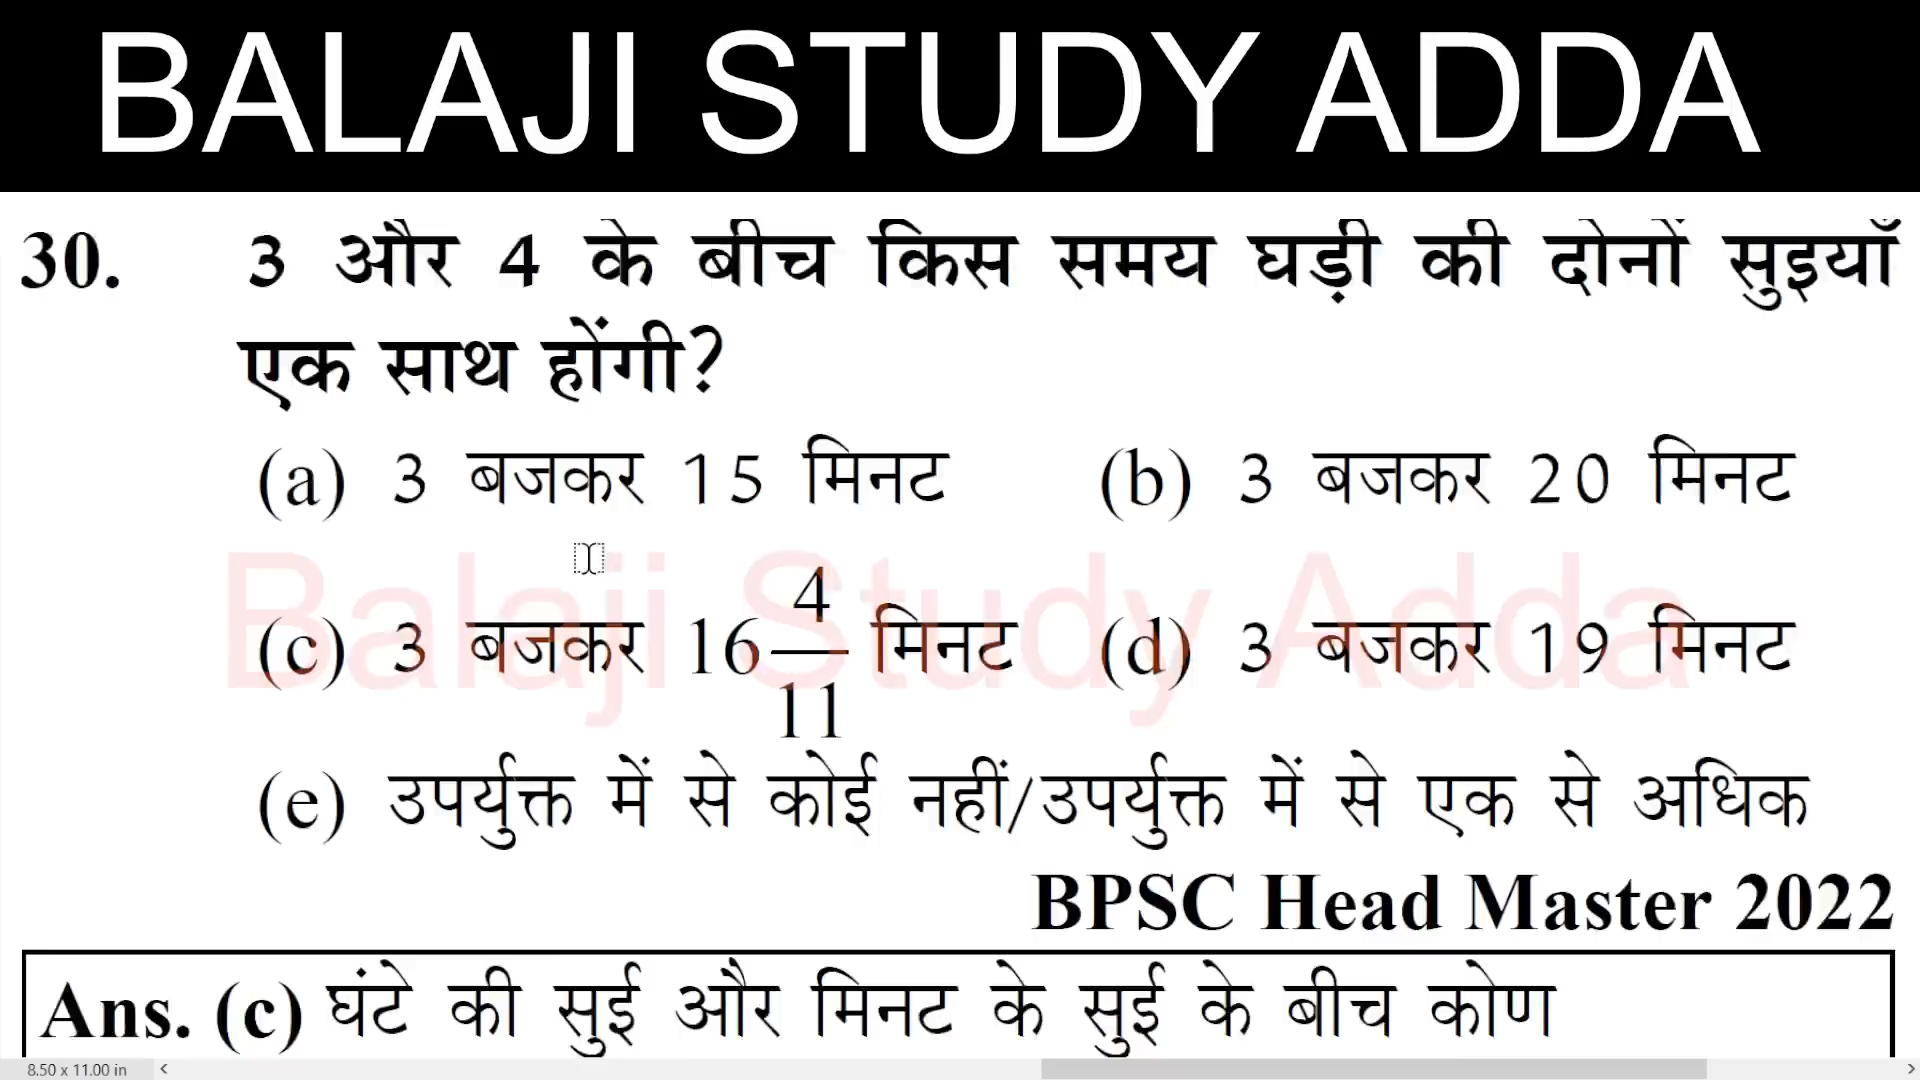 BALAJI STUDY ADDA
30. 3 और 4 के बीच किस समय घड़ी की दोनों सुइयाँ
एक साथ होंगी?
(a) 3 बजकर 15 मिनट (b) 3 बजकर 20 मिनट
(c) 3 बजकर 16 4/11 मिनट (d) 3 बजकर 19 मिनट
Balaji Study Adda
(e) उपर्युक्त में से कोई नहीं/उपर्युक्त में से एक से अधिक
BPSC Head Master 2022
Ans. (c) घंटे की सुई और मिनट के सुई के बीच कोण
8.50 x 11.00 in